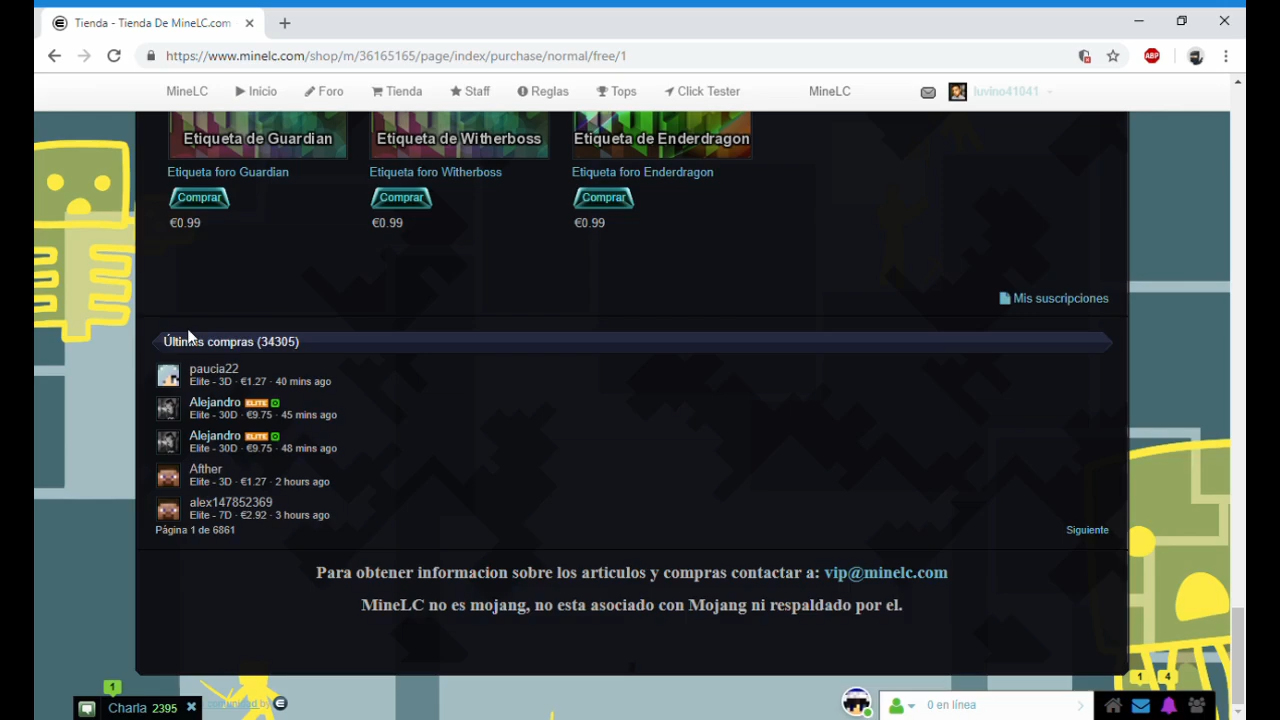 Tienda - Tienda De MineLC.com
https://www.minelc.com/shop/m/36165165/page/index/purchase/normal/free/1
ABP
MineLC Inicio Foro Tienda Staff Reglas Tops Click Tester MineLC luvino41041
Etiqueta de Guardian Etiqueta de Witherboss Etiqueta de Enderdragon
Etiqueta foro Guardian Etiqueta foro Witherboss Etiqueta foro Enderdragon
Comprar Comprar Comprar
€0.99 €0.99 €0.99
Mis suscripciones
Últimas compras (34305)
paucia22
Elite - 3D · €1.27 · 40 mins ago
Alejandro ELITE
Elite - 30D · €9.75 · 45 mins ago
Alejandro ELITE
Elite - 30D · €9.75 · 48 mins ago
Afther
Elite - 3D · €1.27 · 2 hours ago
alex147852369
Elite - 7D · €2.92 · 3 hours ago
Página 1 de 6861 Siguiente
Para obtener informacion sobre los articulos y compras contactar a: vip@minelc.com
MineLC no es mojang, no esta asociado con Mojang ni respaldado por el.
1 1 4
Charla 2395 comunidad by 0 en línea